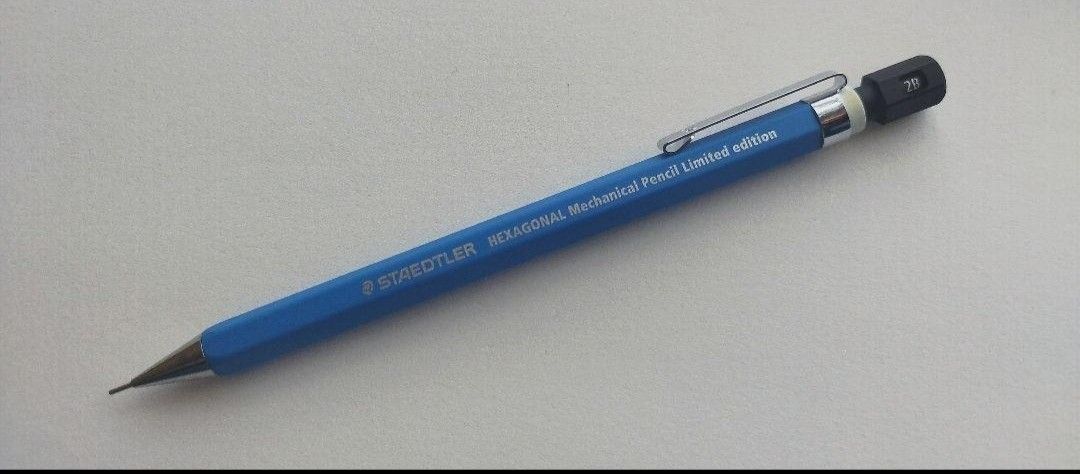 STAEDTLER HEXAGONAL Mechanical Pencil Limited edition
2B